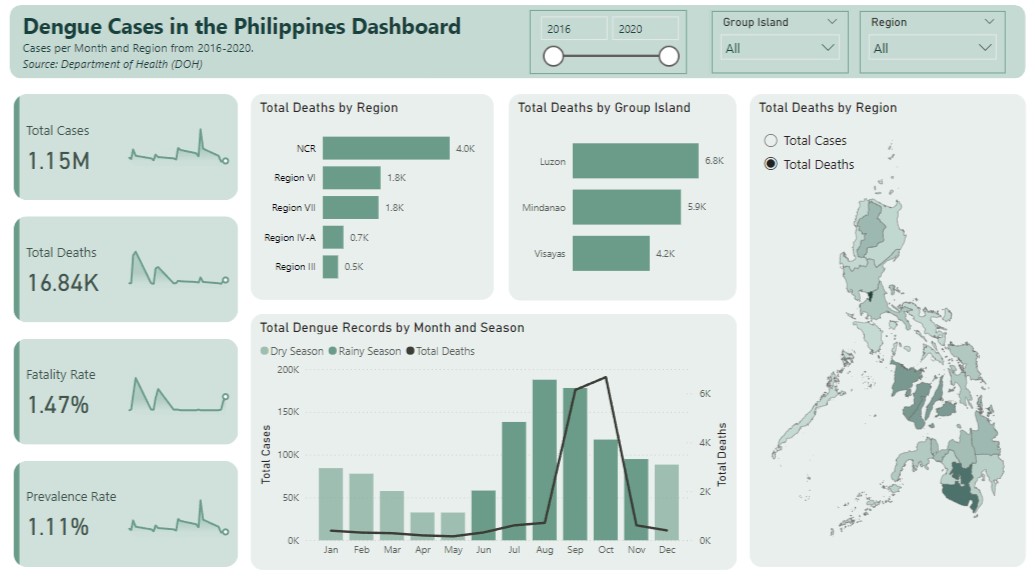 Dengue Cases in the Philippines Dashboard
Cases per Month and Region from 2016-2020.
Source: Department of Health (DOH)
2016 2020
Group Island
All
Region
All
Total Cases
1.15M
Total Deaths
16.84K
Fatality Rate
1.47%
Prevalence Rate
1.11%
Total Deaths by Region
NCR 4.0K
Region VI 1.8K
Region VII 1.8K
Region IV-A 0.7K
Region III 0.5K
Total Deaths by Group Island
Luzon 6.8K
Mindanao 5.9K
Visayas 4.2K
Total Dengue Records by Month and Season
Dry Season Rainy Season Total Deaths
Total Cases
200K
150K
100K
50K
0K
Total Deaths
6K
4K
2K
0K
Jan Feb Mar Apr May Jun Jul Aug Sep Oct Nov Dec
Total Deaths by Region
Total Cases
Total Deaths